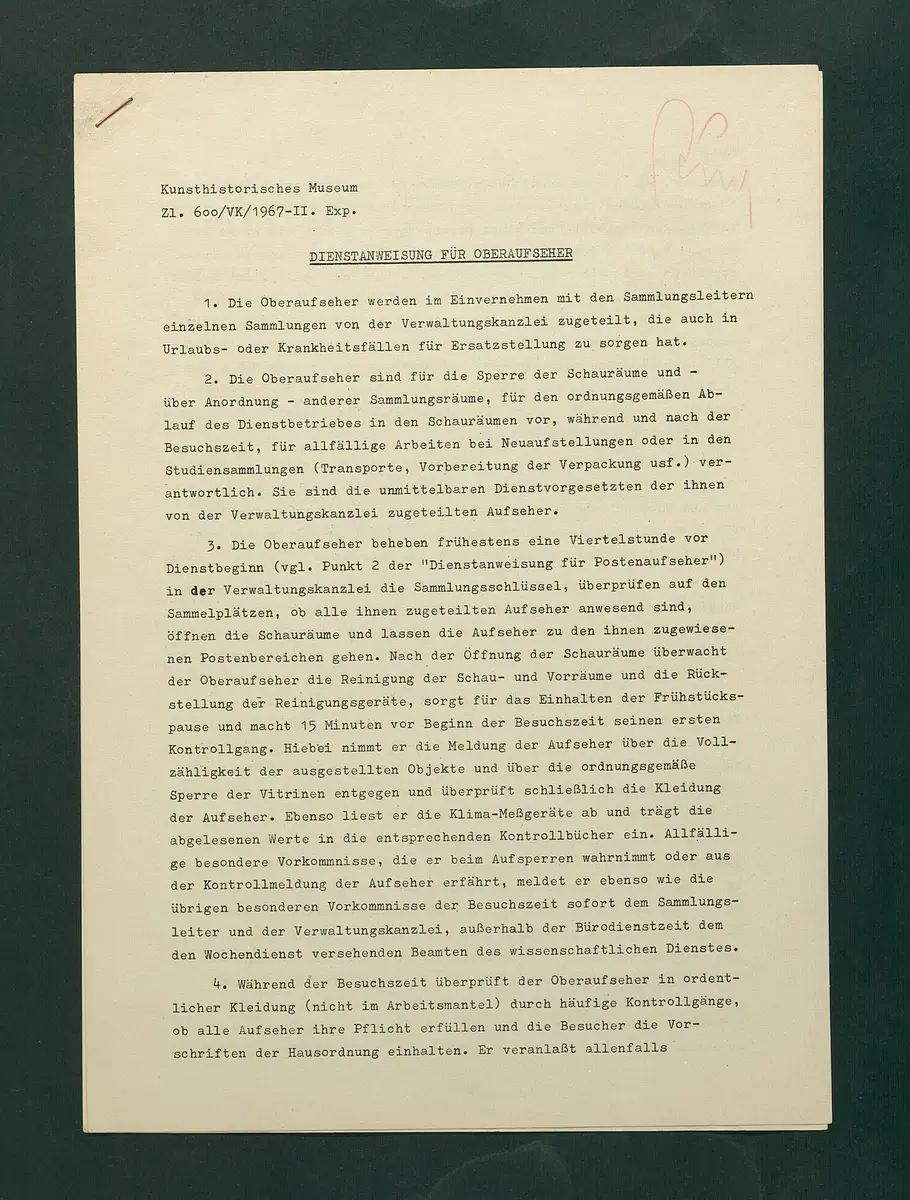 Kunsthistorisches Museum
Zl. 6oo/VK/1967-II. Exp.
DIENSTANWEISUNG FÜR OBERAUFSEHER
1. Die Oberaufseher werden im Einvernehmen mit den Sammlungsleitern
einzelnen Sammlungen von der Verwaltungskanzlei zugeteilt, die auch in
Urlaubs- oder Krankheitsfällen für Ersatzstellung zu sorgen hat.
2. Die Oberaufseher sind für die Sperre der Schauräume und -
über Anordnung - anderer Sammlungsräume, für den ordnungsgemäßen Ab-
lauf des Dienstbetriebes in den Schauräumen vor, während und nach der
Besuchszeit, für allfällige Arbeiten bei Neuaufstellungen oder in den
Studiensammlungen (Transporte, Vorbereitung der Verpackung usf.) ver-
antwortlich. Sie sind die unmittelbaren Dienstvorgesetzten der ihnen
von der Verwaltungskanzlei zugeteilten Aufseher.
3. Die Oberaufseher beheben frühestens eine Viertelstunde vor
Dienstbeginn (vgl. Punkt 2 der "Dienstanweisung für Postenaufseher")
in der Verwaltungskanzlei die Sammlungsschlüssel, überprüfen auf den
Sammelplätzen, ob alle ihnen zugeteilten Aufseher anwesend sind,
öffnen die Schauräume und lassen die Aufseher zu den ihnen zugewiese-
nen Postenbereichen gehen. Nach der Öffnung der Schauräume überwacht
der Oberaufseher die Reinigung der Schau- und Vorräume und die Rück-
stellung der Reinigungsgeräte, sorgt für das Einhalten der Frühstücks-
pause und macht 15 Minuten vor Beginn der Besuchszeit seinen ersten
Kontrollgang. Hiebei nimmt er die Meldung der Aufseher über die Voll-
zähligkeit der ausgestellten Objekte und über die ordnungsgemäße
Sperre der Vitrinen entgegen und überprüft schließlich die Kleidung
der Aufseher. Ebenso liest er die Klima-Meßgeräte ab und trägt die
abgelesenen Werte in die entsprechenden Kontrollbücher ein. Allfälli-
ge besondere Vorkommnisse, die er beim Aufsperren wahrnimmt oder aus
der Kontrollmeldung der Aufseher erfährt, meldet er ebenso wie die
übrigen besonderen Vorkommnisse der Besuchszeit sofort dem Sammlungs-
leiter und der Verwaltungskanzlei, außerhalb der Bürodienstzeit dem
den Wochendienst versehenden Beamten des wissenschaftlichen Dienstes.
4. Während der Besuchszeit überprüft der Oberaufseher in ordent-
licher Kleidung (nicht im Arbeitsmantel) durch häufige Kontrollgänge,
ob alle Aufseher ihre Pflicht erfüllen und die Besucher die Vor-
schriften der Hausordnung einhalten. Er veranlaßt allenfalls